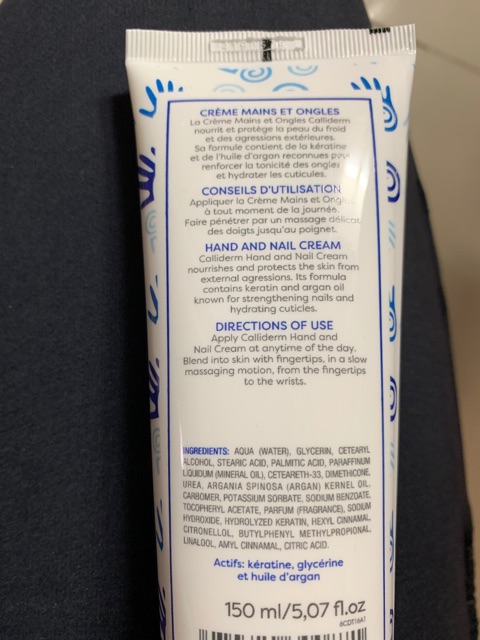 CRÈME MAINS ET ONGLES
La Crème Mains et Ongles Calliderm
nourrit et protège la peau du froid
et des agressions extérieures.
Sa formule contient de la kératine
et de l'huile d'argan reconnues pour
renforcer la tonicité des ongles
et hydrater les cuticules.
CONSEILS D'UTILISATION
Appliquer la Crème Mains et Ongles
à tout moment de la journée.
Faire pénétrer par un massage délicat,
des doigts jusqu'au poignet.
HAND AND NAIL CREAM
Calliderm Hand and Nail Cream
nourishes and protects the skin from
external agressions. Its formula
contains keratin and argan oil
known for strengthening nails and
hydrating cuticles.
DIRECTIONS OF USE
Apply Calliderm Hand and
Nail Cream at anytime of the day.
Blend into skin with fingertips, in a slow
massaging motion, from the fingertips
to the wrists.
INGREDIENTS: AQUA (WATER), GLYCERIN, CETEARYL
ALCOHOL, STEARIC ACID, PALMITIC ACID, PARAFFINUM
LIQUIDUM (MINERAL OIL), CETEARETH-33, DIMETHICONE,
UREA, ARGANIA SPINOSA (ARGAN) KERNEL OIL,
CARBOMER, POTASSIUM SORBATE, SODIUM BENZOATE,
TOCOPHERYL ACETATE, PARFUM (FRAGRANCE), SODIUM
HYDROXIDE, HYDROLYZED KERATIN, HEXYL CINNAMAL,
CITRONELLOL, BUTYLPHENYL METHYLPROPIONAL,
LINALOOL, AMYL CINNAMAL, CITRIC ACID.
Actifs: kératine, glycérine
et huile d'argan
150 ml/5,07 fl.oz
6CDT16A1